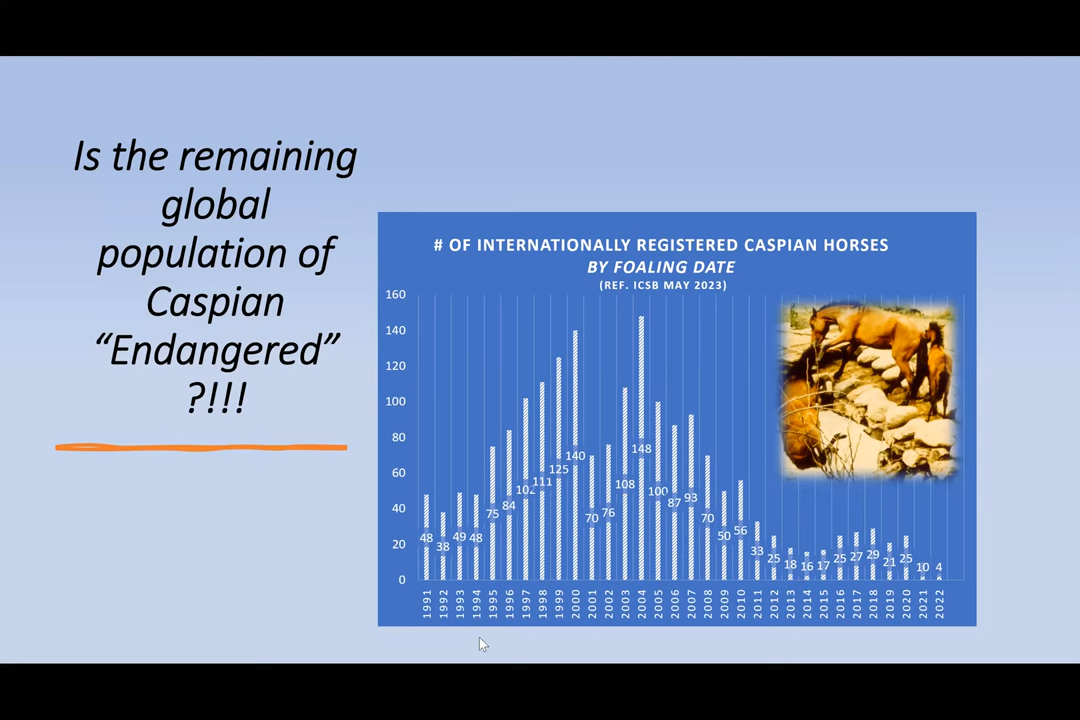 Is the remaining
global
population of
Caspian
“Endangered”
?!!!
# OF INTERNATIONALLY REGISTERED CASPIAN HORSES
BY FOALING DATE
(REF. ICSB MAY 2023)
160
140
120
100
80
60
40
20
0
48 38 49 48 75 84 102 111 125 140 70 76 108 148 100 87 93 70 50 56 33 25 18 16 17 25 27 29 21 25 10 4
1991 1992 1993 1994 1995 1996 1997 1998 1999 2000 2001 2002 2003 2004 2005 2006 2007 2008 2009 2010 2011 2012 2013 2014 2015 2016 2017 2018 2019 2020 2021 2022